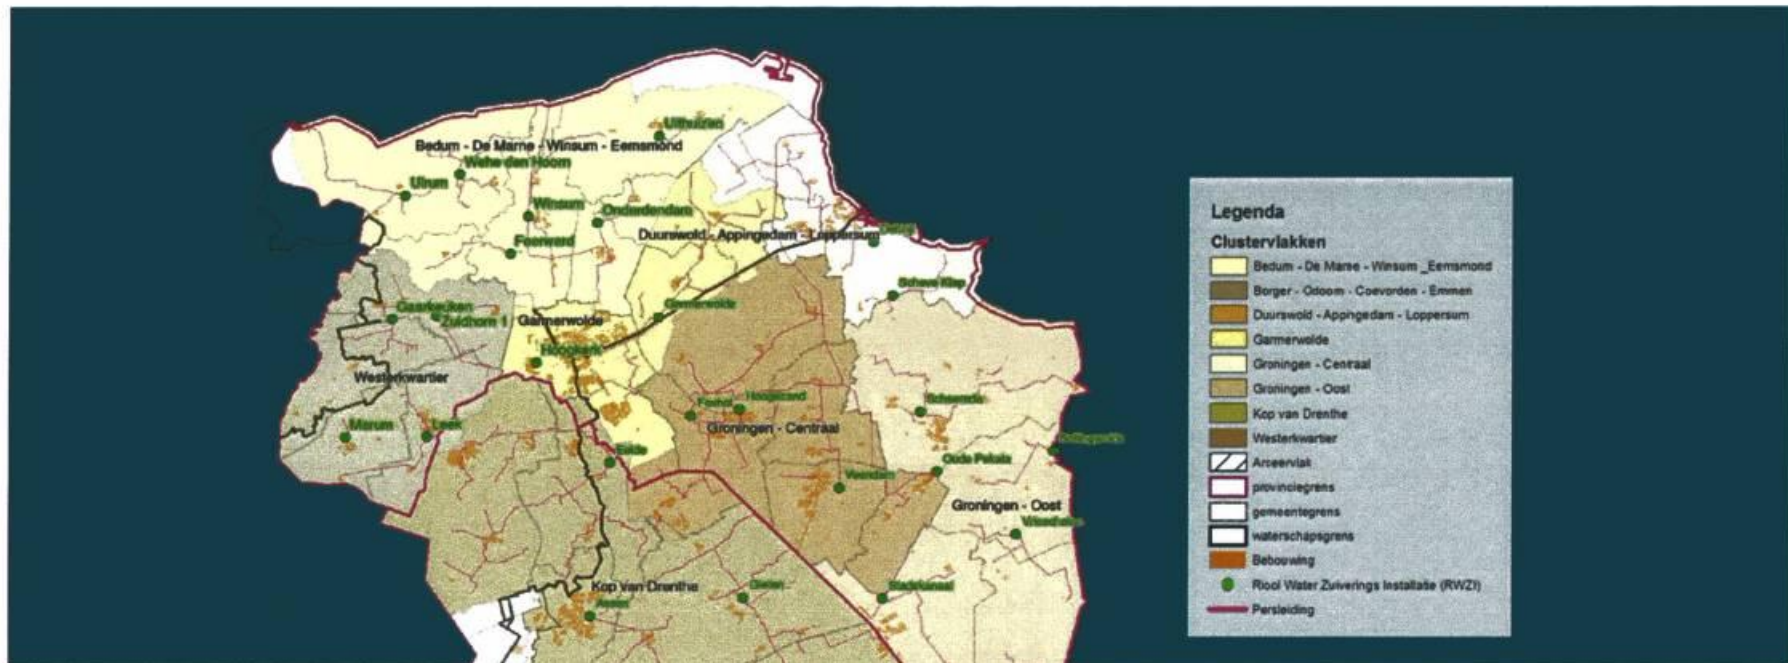 Uithuizen
Bedum - De Marne - Winsum - Eemsmond
Wehe den Hoorn
Ulrum
Winsum
Onderdendam
Duurswold - Appingedam - Loppersum
Delfzijl
Feerwerd
Scheve Klap
Gaarkeuken
Zuidhorn 1
Garmerwolde
Garmerwolde
Hoogkerk
Westerkwartier
Foxhol
Hoogezand
Scheemda
Marum
Leek
Groningen - Centraal
Eelde
Oude Pekela
Veendam
Groningen - Oost
Vriescheloo
Kop van Drenthe
Gieten
Stadskanaal
Assen
Legenda
Clustervlakken
Bedum - De Marne - Winsum _Eemsmond
Borger - Odoorn - Coevorden - Emmen
Duurswold - Appingedam - Loppersum
Garmerwolde
Groningen - Centraal
Groningen - Oost
Kop van Drenthe
Westerkwartier
Arceervlak
provinciegrens
gemeentegrens
waterschapsgrens
Bebouwing
Riool Water Zuiverings Installatie (RWZI)
Persleiding